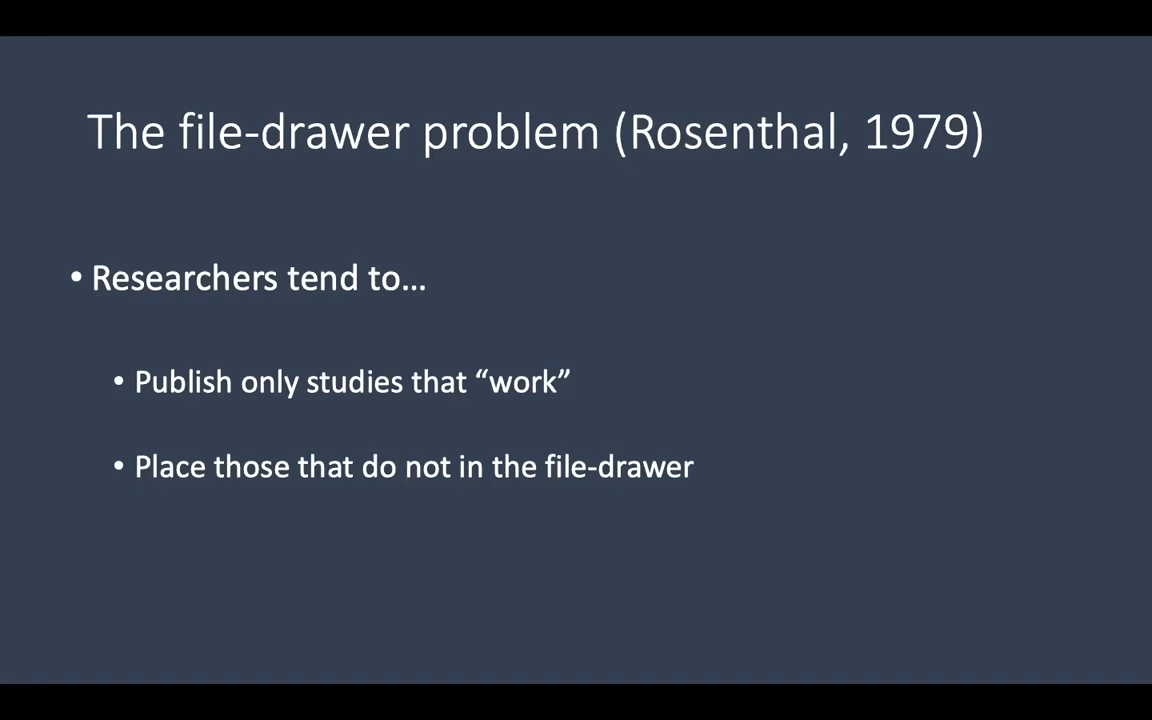 The file-drawer problem (Rosenthal, 1979)
• Researchers tend to…
• Publish only studies that “work”
• Place those that do not in the file-drawer